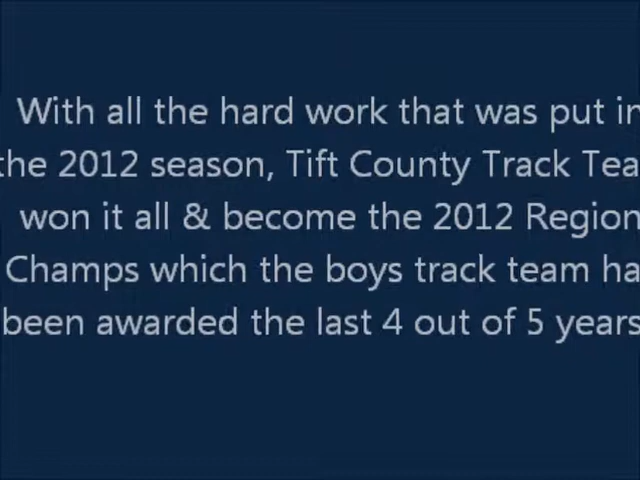 With all the hard work that was put in
the 2012 season, Tift County Track Tea
won it all & become the 2012 Region
Champs which the boys track team ha
been awarded the last 4 out of 5 years